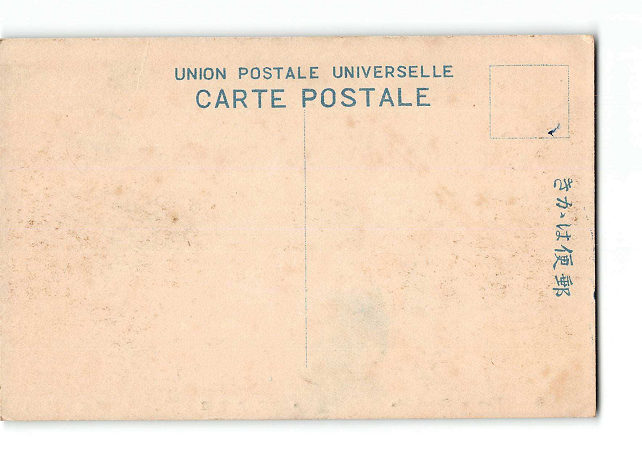 UNION POSTALE UNIVERSELLE
CARTE POSTALE
郵便はがき